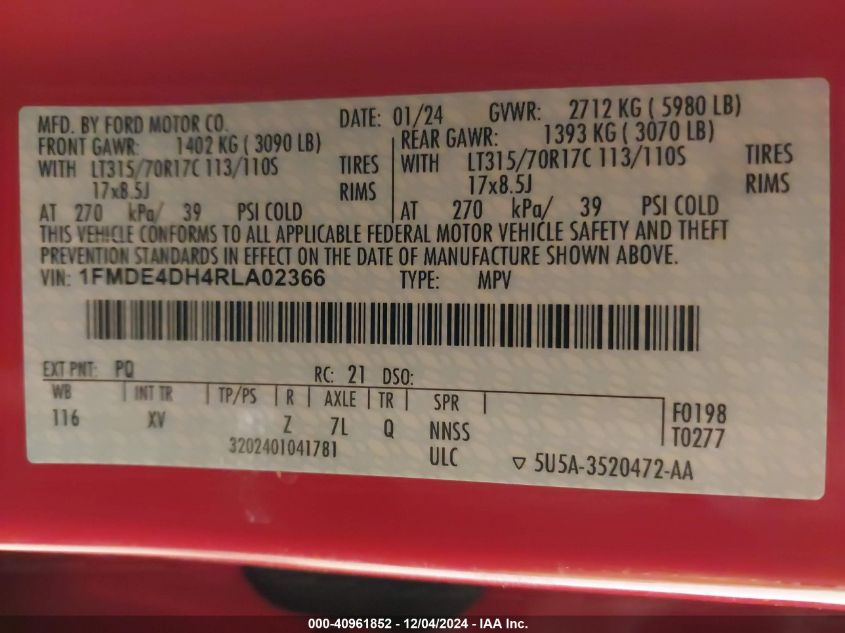 MFD. BY FORD MOTOR CO. DATE: 01/24 GVWR: 2712 KG ( 5980 LB)
FRONT GAWR: 1402 KG ( 3090 LB) REAR GAWR: 1393 KG ( 3070 LB)
WITH LT315/70R17C 113/110S TIRES WITH LT315/70R17C 113/110S TIRES
17x8.5J RIMS 17x8.5J RIMS
AT 270 kPa/ 39 PSI COLD AT 270 kPa/ 39 PSI COLD
THIS VEHICLE CONFORMS TO ALL APPLICABLE FEDERAL MOTOR VEHICLE SAFETY AND THEFT
PREVENTION STANDARDS IN EFFECT ON THE DATE OF MANUFACTURE SHOWN ABOVE.
VIN: 1FMDE4DH4RLA02366 TYPE: MPV
EXT PNT: PQ RC: 21 DSO:
WB INT TR TP/PS R AXLE TR SPR F0198
116 XV Z 7L Q NNSS T0277
3202401041781 ULC ▽ 5U5A-3520472-AA
000-40961852 - 12/04/2024 - IAA Inc.